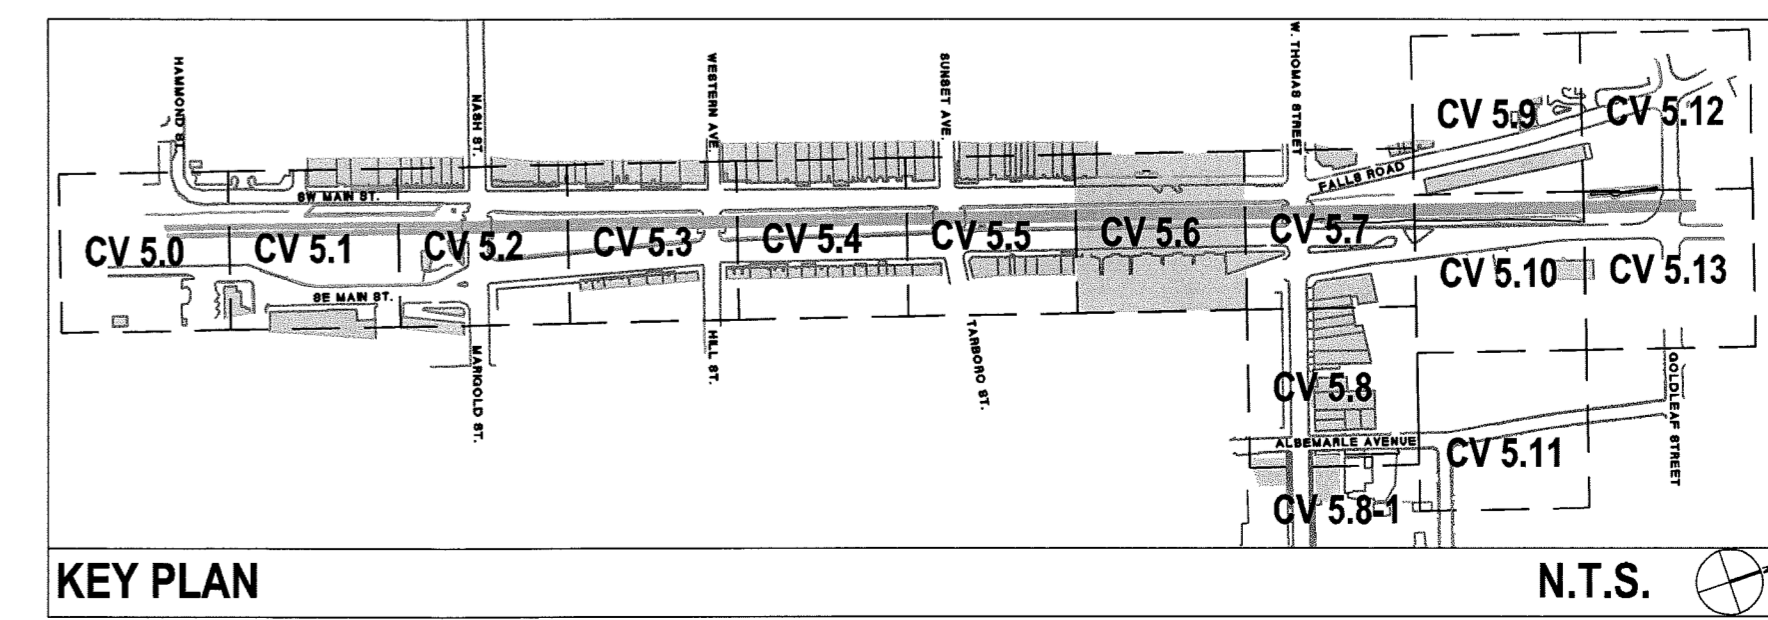 HAMMOND ST.
NASH ST.
WESTERN AVE.
SUNSET AVE.
W. THOMAS STREET
CV 5.9
CV 5.12
FALLS ROAD
SW MAIN ST.
CV 5.0
CV 5.1
CV 5.2
CV 5.3
CV 5.4
CV 5.5
CV 5.6
CV 5.7
CV 5.10
CV 5.13
SE MAIN ST.
MARIGOLD ST.
HILL ST.
TARBORO ST.
GOLDLEAF STREET
CV 5.8
ALBEMARLE AVENUE
CV 5.11
CV 5.8-1
KEY PLAN
N.T.S.